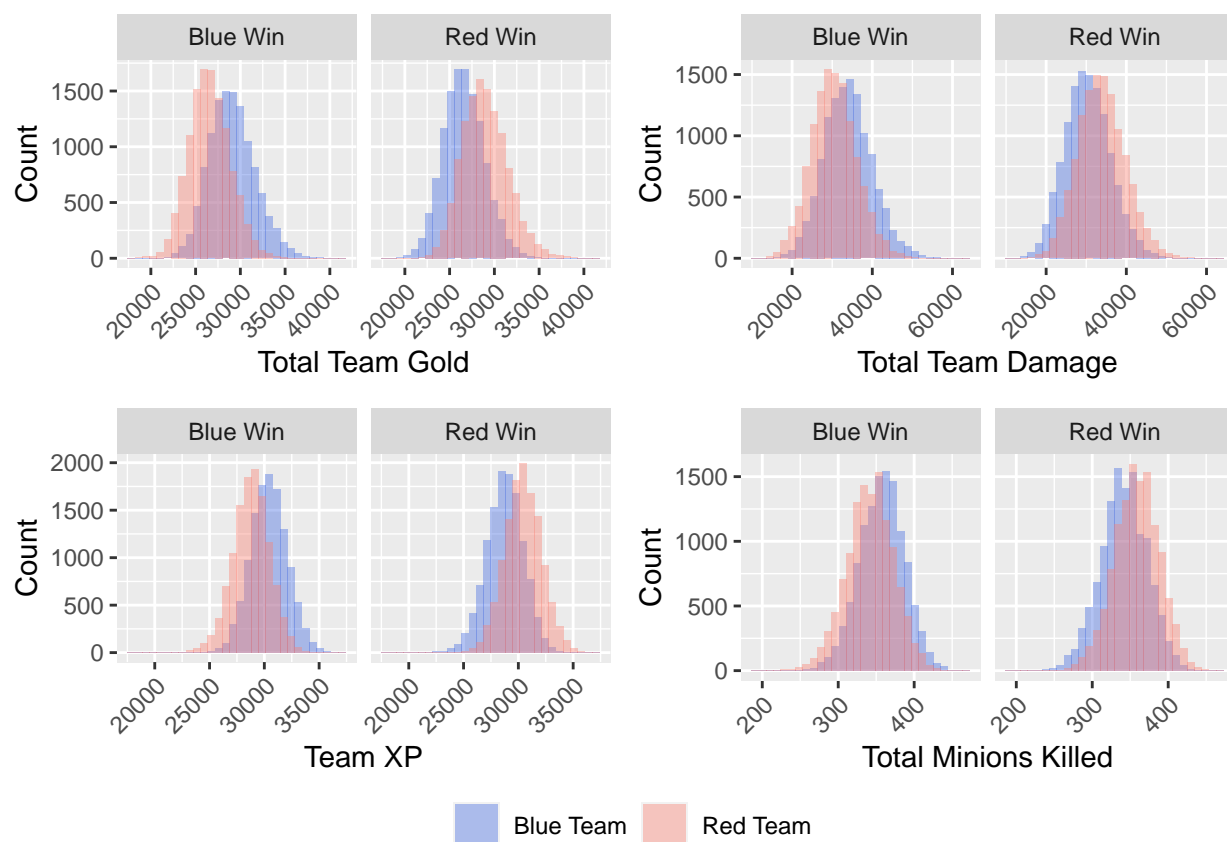 Blue Win Red Win
Count
1500
1000
500
0
20000 25000 30000 35000 40000 20000 25000 30000 35000 40000
Total Team Gold
Blue Win Red Win
Count
1500
1000
500
0
20000 40000 60000 20000 40000 60000
Total Team Damage
Blue Win Red Win
Count
2000
1500
1000
500
0
20000 25000 30000 35000 20000 25000 30000 35000
Team XP
Blue Win Red Win
Count
1500
1000
500
0
200 300 400 200 300 400
Total Minions Killed
Blue Team Red Team